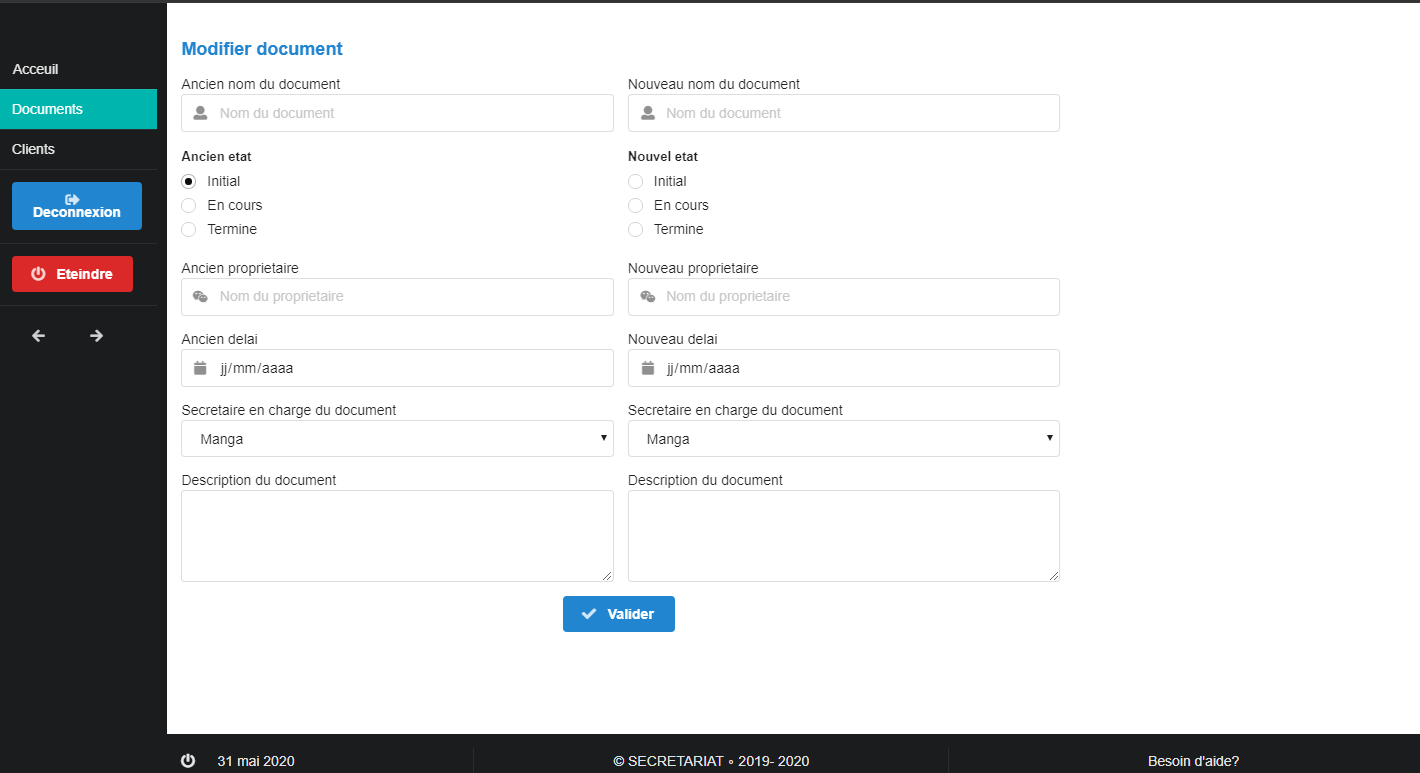 Acceuil
Documents
Clients
Deconnexion
Eteindre
Modifier document
Ancien nom du document
Nom du document
Nouveau nom du document
Nom du document
Ancien etat
Initial
En cours
Termine
Nouvel etat
Initial
En cours
Termine
Ancien proprietaire
Nom du proprietaire
Nouveau proprietaire
Nom du proprietaire
Ancien delai
jj/mm/aaaa
Nouveau delai
jj/mm/aaaa
Secretaire en charge du document
Manga
Secretaire en charge du document
Manga
Description du document
Description du document
Valider
31 mai 2020
© SECRETARIAT ∘ 2019- 2020
Besoin d'aide?